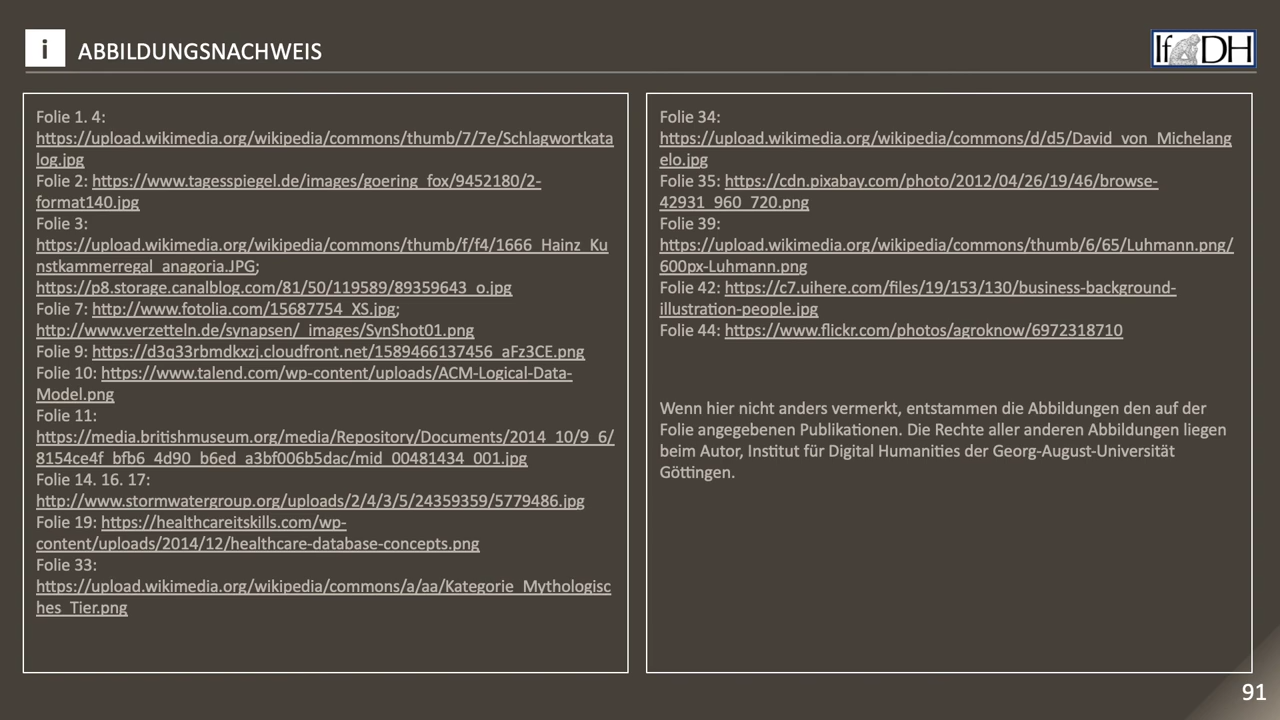 i ABBILDUNGSNACHWEIS
IfDH
Folie 1. 4:
https://upload.wikimedia.org/wikipedia/commons/thumb/7/7e/Schlagwortkata
log.jpg
Folie 2: https://www.tagesspiegel.de/images/goering_fox/9452180/2-
format140.jpg
Folie 3:
https://upload.wikimedia.org/wikipedia/commons/thumb/f/f4/1666_Hainz_Ku
nstkammerregal_anagoria.JPG;
https://p8.storage.canalblog.com/81/50/119589/89359643_o.jpg
Folie 7: http://www.fotolia.com/15687754_XS.jpg;
http://www.verzetteln.de/synapsen/_images/SynShot01.png
Folie 9: https://d3q33rbmdkxzj.cloudfront.net/1589466137456_aFz3CE.png
Folie 10: https://www.talend.com/wp-content/uploads/ACM-Logical-Data-
Model.png
Folie 11:
https://media.britishmuseum.org/media/Repository/Documents/2014_10/9_6/
8154ce4f_bfb6_4d90_b6ed_a3bf006b5dac/mid_00481434_001.jpg
Folie 14. 16. 17:
http://www.stormwatergroup.org/uploads/2/4/3/5/24359359/5779486.jpg
Folie 19: https://healthcareitskills.com/wp-
content/uploads/2014/12/healthcare-database-concepts.png
Folie 33:
https://upload.wikimedia.org/wikipedia/commons/a/aa/Kategorie_Mythologisc
hes_Tier.png
Folie 34:
https://upload.wikimedia.org/wikipedia/commons/d/d5/David_von_Michelang
elo.jpg
Folie 35: https://cdn.pixabay.com/photo/2012/04/26/19/46/browse-
42931_960_720.png
Folie 39:
https://upload.wikimedia.org/wikipedia/commons/thumb/6/65/Luhmann.png/
600px-Luhmann.png
Folie 42: https://c7.uihere.com/files/19/153/130/business-background-
illustration-people.jpg
Folie 44: https://www.flickr.com/photos/agroknow/6972318710
Wenn hier nicht anders vermerkt, entstammen die Abbildungen den auf der
Folie angegebenen Publikationen. Die Rechte aller anderen Abbildungen liegen
beim Autor, Institut für Digital Humanities der Georg-August-Universität
Göttingen.
91